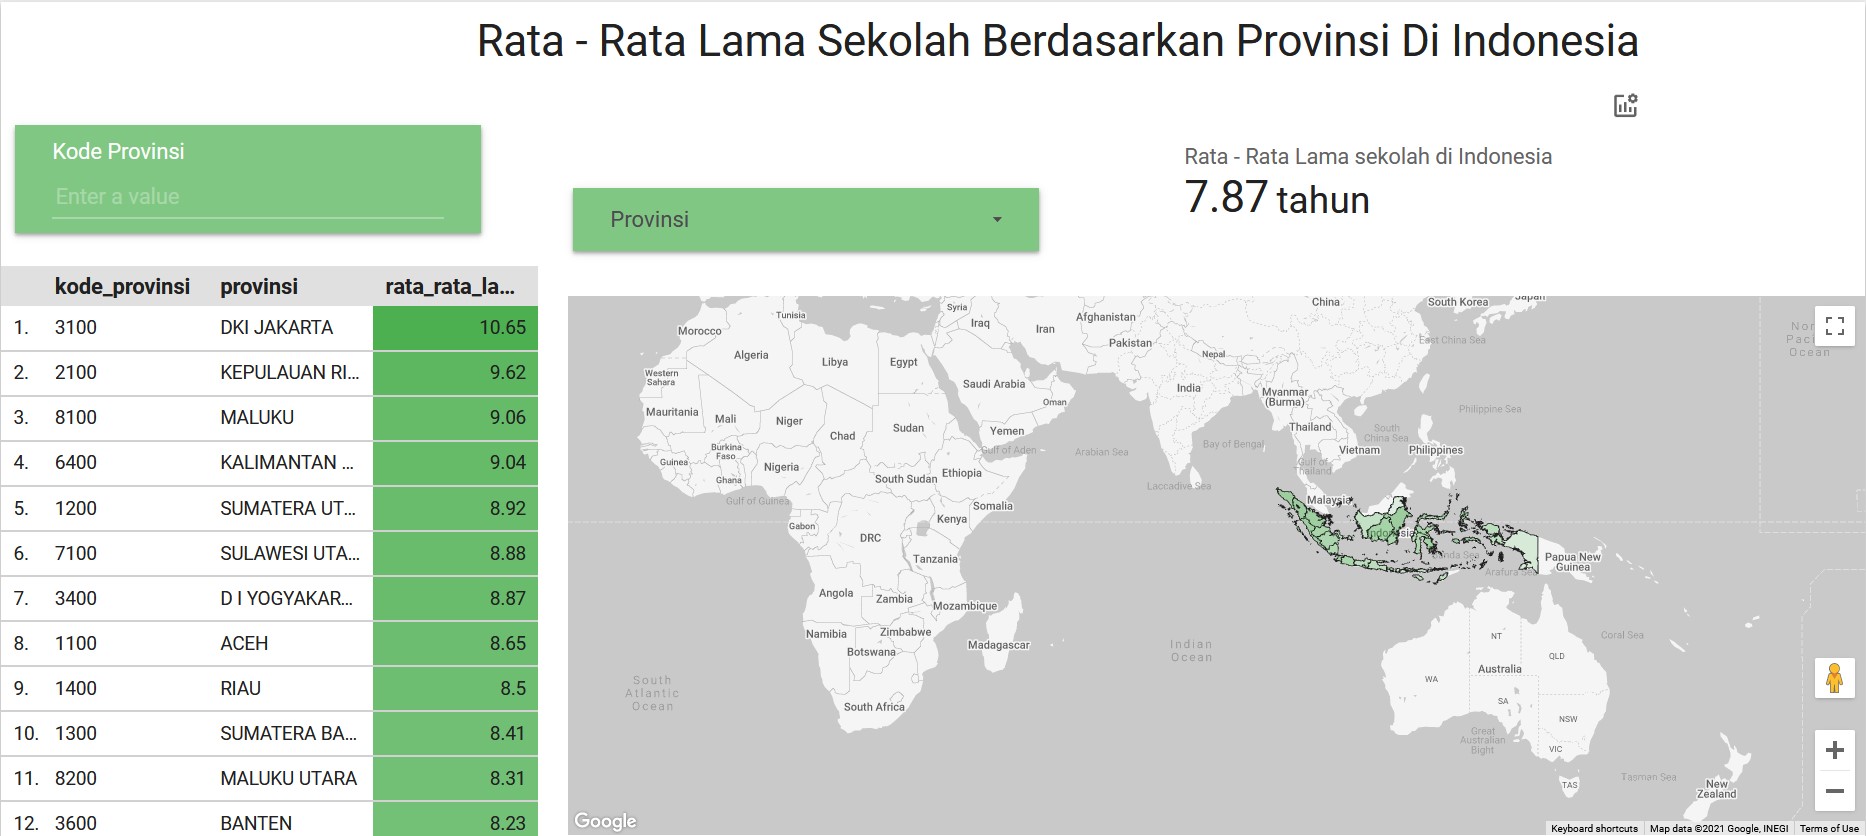 Rata - Rata Lama Sekolah Berdasarkan Provinsi Di Indonesia
Kode Provinsi
Enter a value
Provinsi
Rata - Rata Lama sekolah di Indonesia
7.87 tahun
kode_provinsi provinsi rata_rata_la...
1. 3100 DKI JAKARTA 10.65
2. 2100 KEPULAUAN RI... 9.62
3. 8100 MALUKU 9.06
4. 6400 KALIMANTAN ... 9.04
5. 1200 SUMATERA UT... 8.92
6. 7100 SULAWESI UTA... 8.88
7. 3400 D I YOGYAKAR... 8.87
8. 1100 ACEH 8.65
9. 1400 RIAU 8.5
10. 1300 SUMATERA BA... 8.41
11. 8200 MALUKU UTARA 8.31
12. 3600 BANTEN 8.23
China
South Korea
Japan
Tunisia
Syria
Morocco
Iraq
Iran
Afghanistan
East China Sea
Pakistan
Algeria
Libya
Egypt
Nepal
Western
Sahara
Saudi Arabia
India
Myanmar
(Burma)
Oman
Mauritania
Mali
Niger
Chad
Sudan
Yemen
Philippine Sea
Thailand
South
China Sea
Burkina
Faso
Gulf of Aden
Arabian Sea
Bay of Bengal
Vietnam
Philippines
Guinea
Nigeria
Ethiopia
Gulf of
Thailand
Ghana
South Sudan
Laccadive Sea
Gulf of Guinea
Malaysia
Somalia
Kenya
Gabon
DRC
Indonesia
Tanzania
Banda Sea
Papua New
Guinea
Arafura Sea
Angola
Zambia
Mozambique
Namibia
Zimbabwe
Botswana
Madagascar
Indian
Ocean
NT
Coral Sea
QLD
Australia
WA
South
Atlantic
Ocean
South Africa
SA
NSW
Great
Australian
Bight
VIC
TAS
Tasman Sea
New
Zealand
Google
Keyboard shortcuts Map data ©2021 Google, INEGI Terms of Use